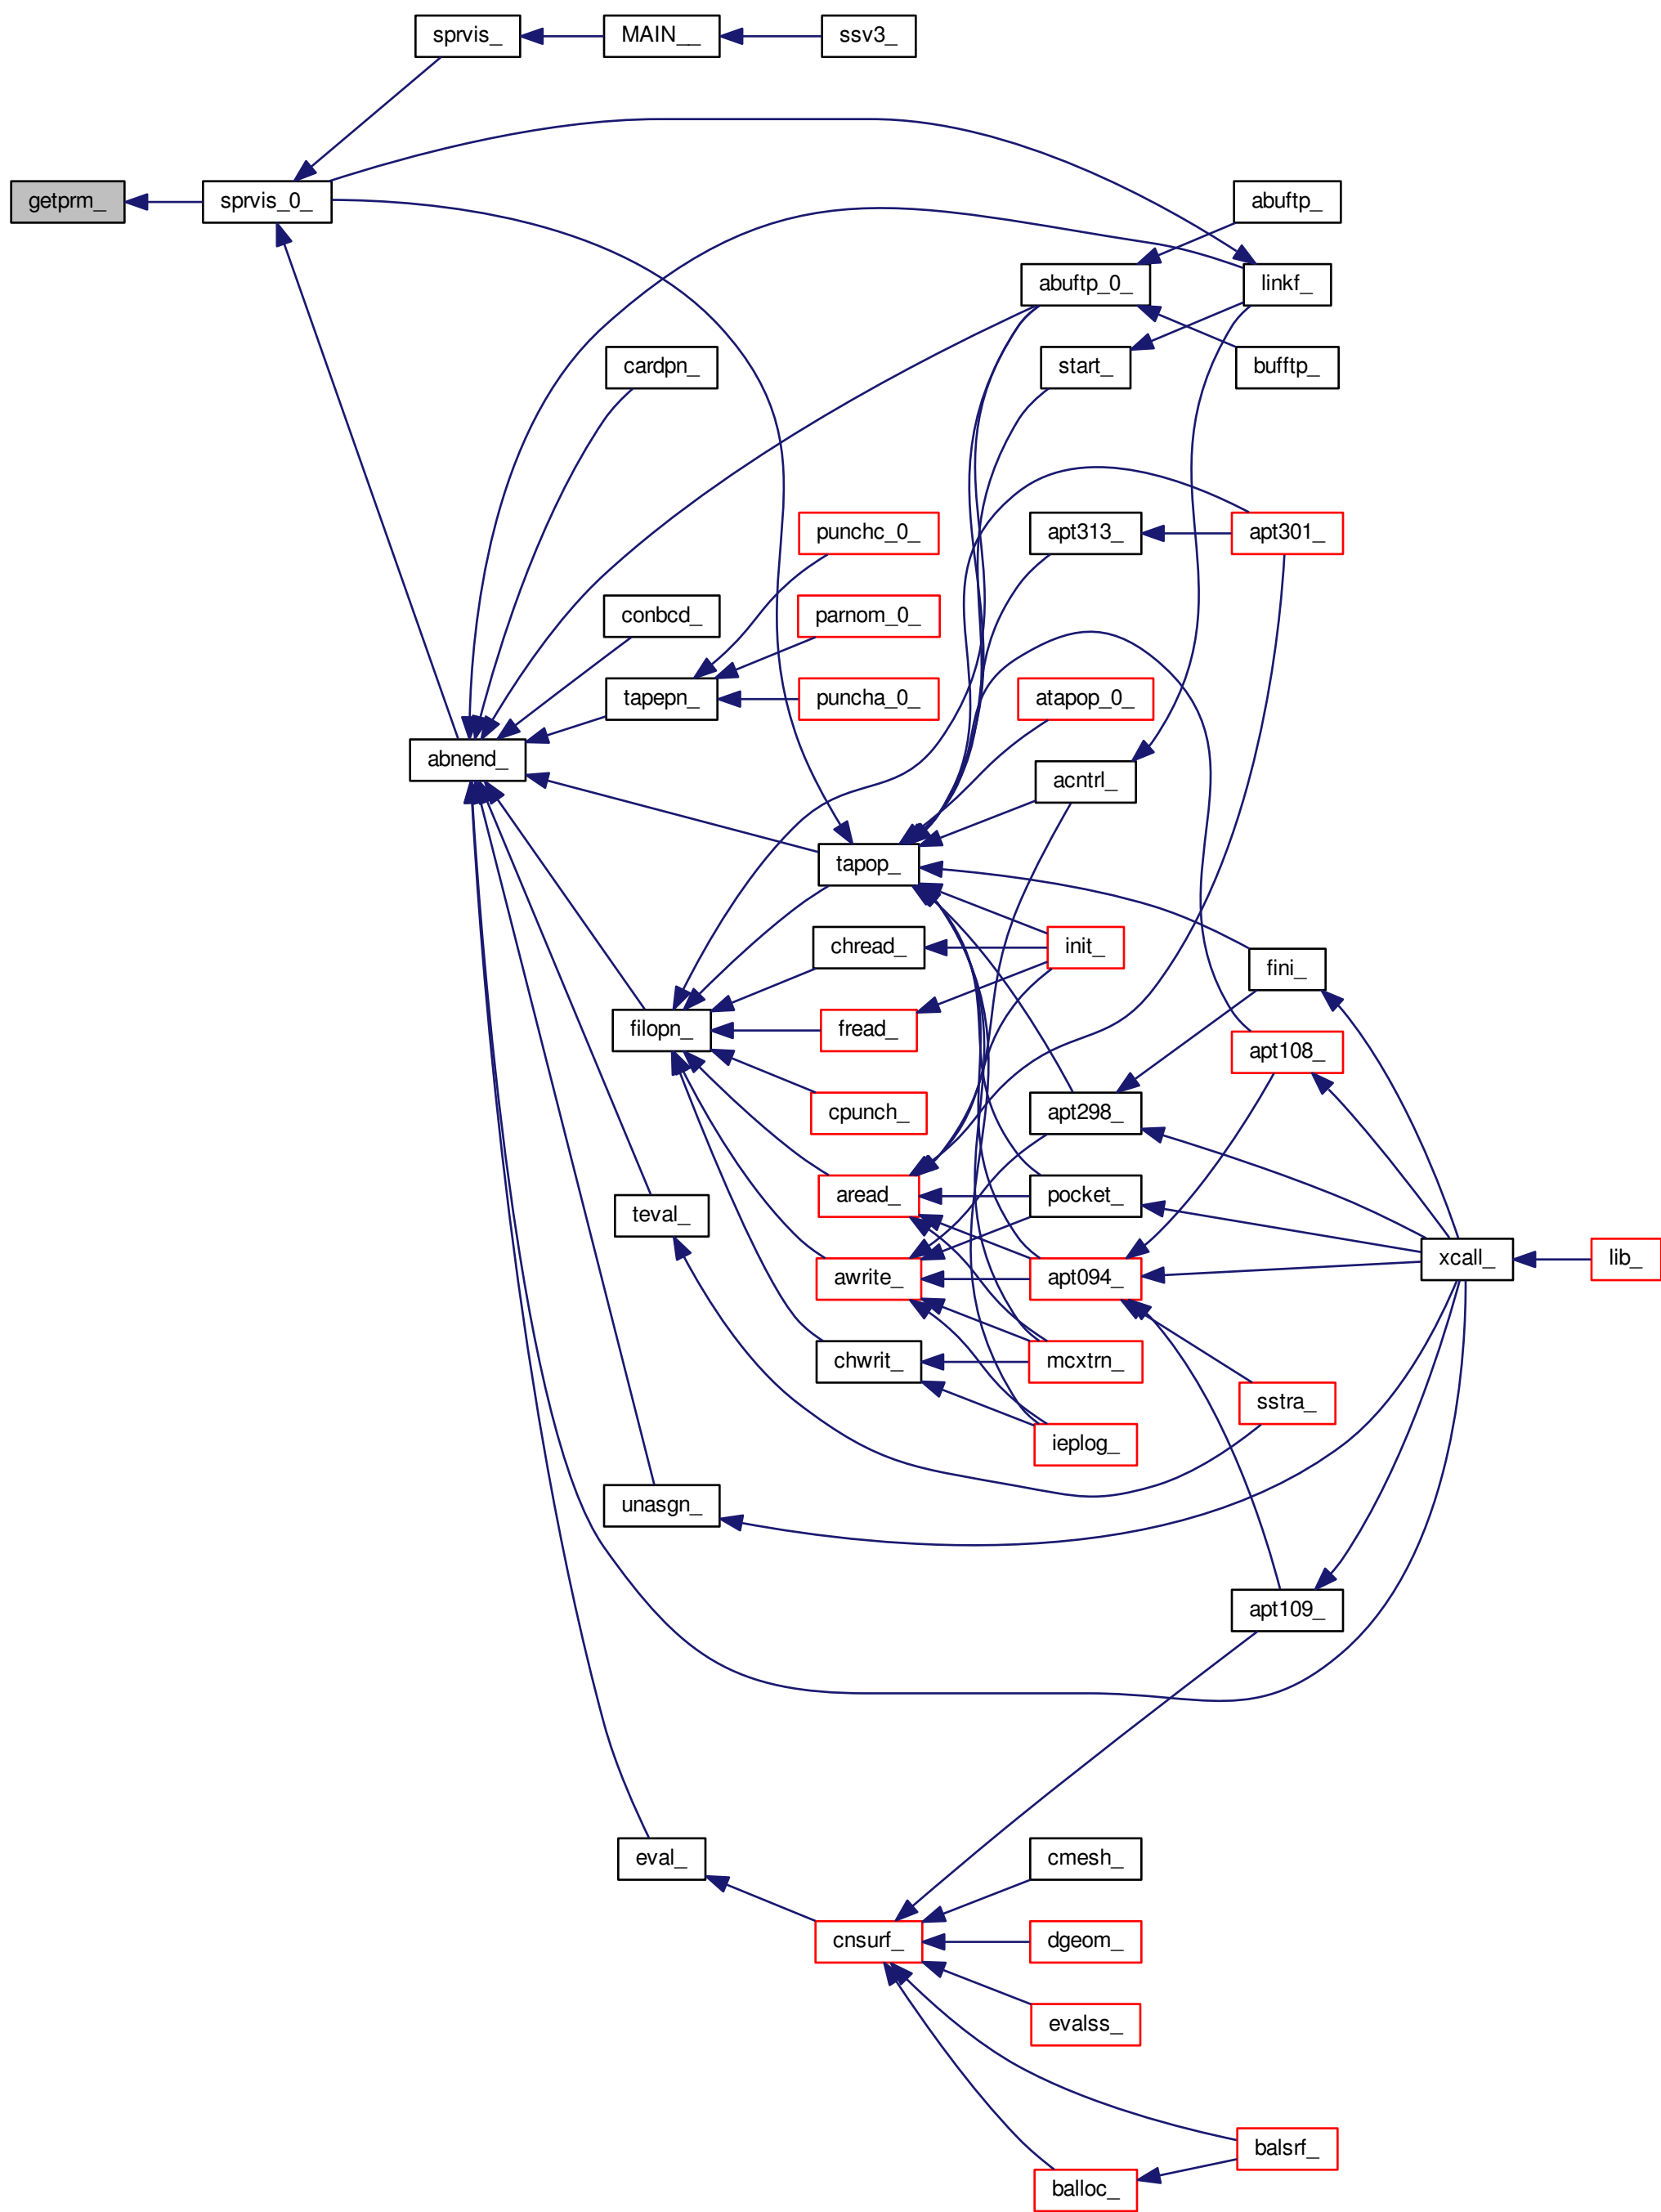 sprvis_
MAIN__
ssv3_
getprm_
sprvis_0_
abuftp_
abuftp_0_
linkf_
cardpn_
start_
bufftp_
punchc_0_
apt313_
apt301_
conbcd_
parnom_0_
tapepn_
puncha_0_
atapop_0_
abnend_
acntrl_
tapop_
chread_
init_
fini_
filopn_
fread_
apt108_
cpunch_
apt298_
teval_
aread_
pocket_
awrite_
apt094_
xcall_
lib_
chwrit_
mcxtrn_
sstra_
ieplog_
unasgn_
apt109_
eval_
cmesh_
cnsurf_
dgeom_
evalss_
balsrf_
balloc_